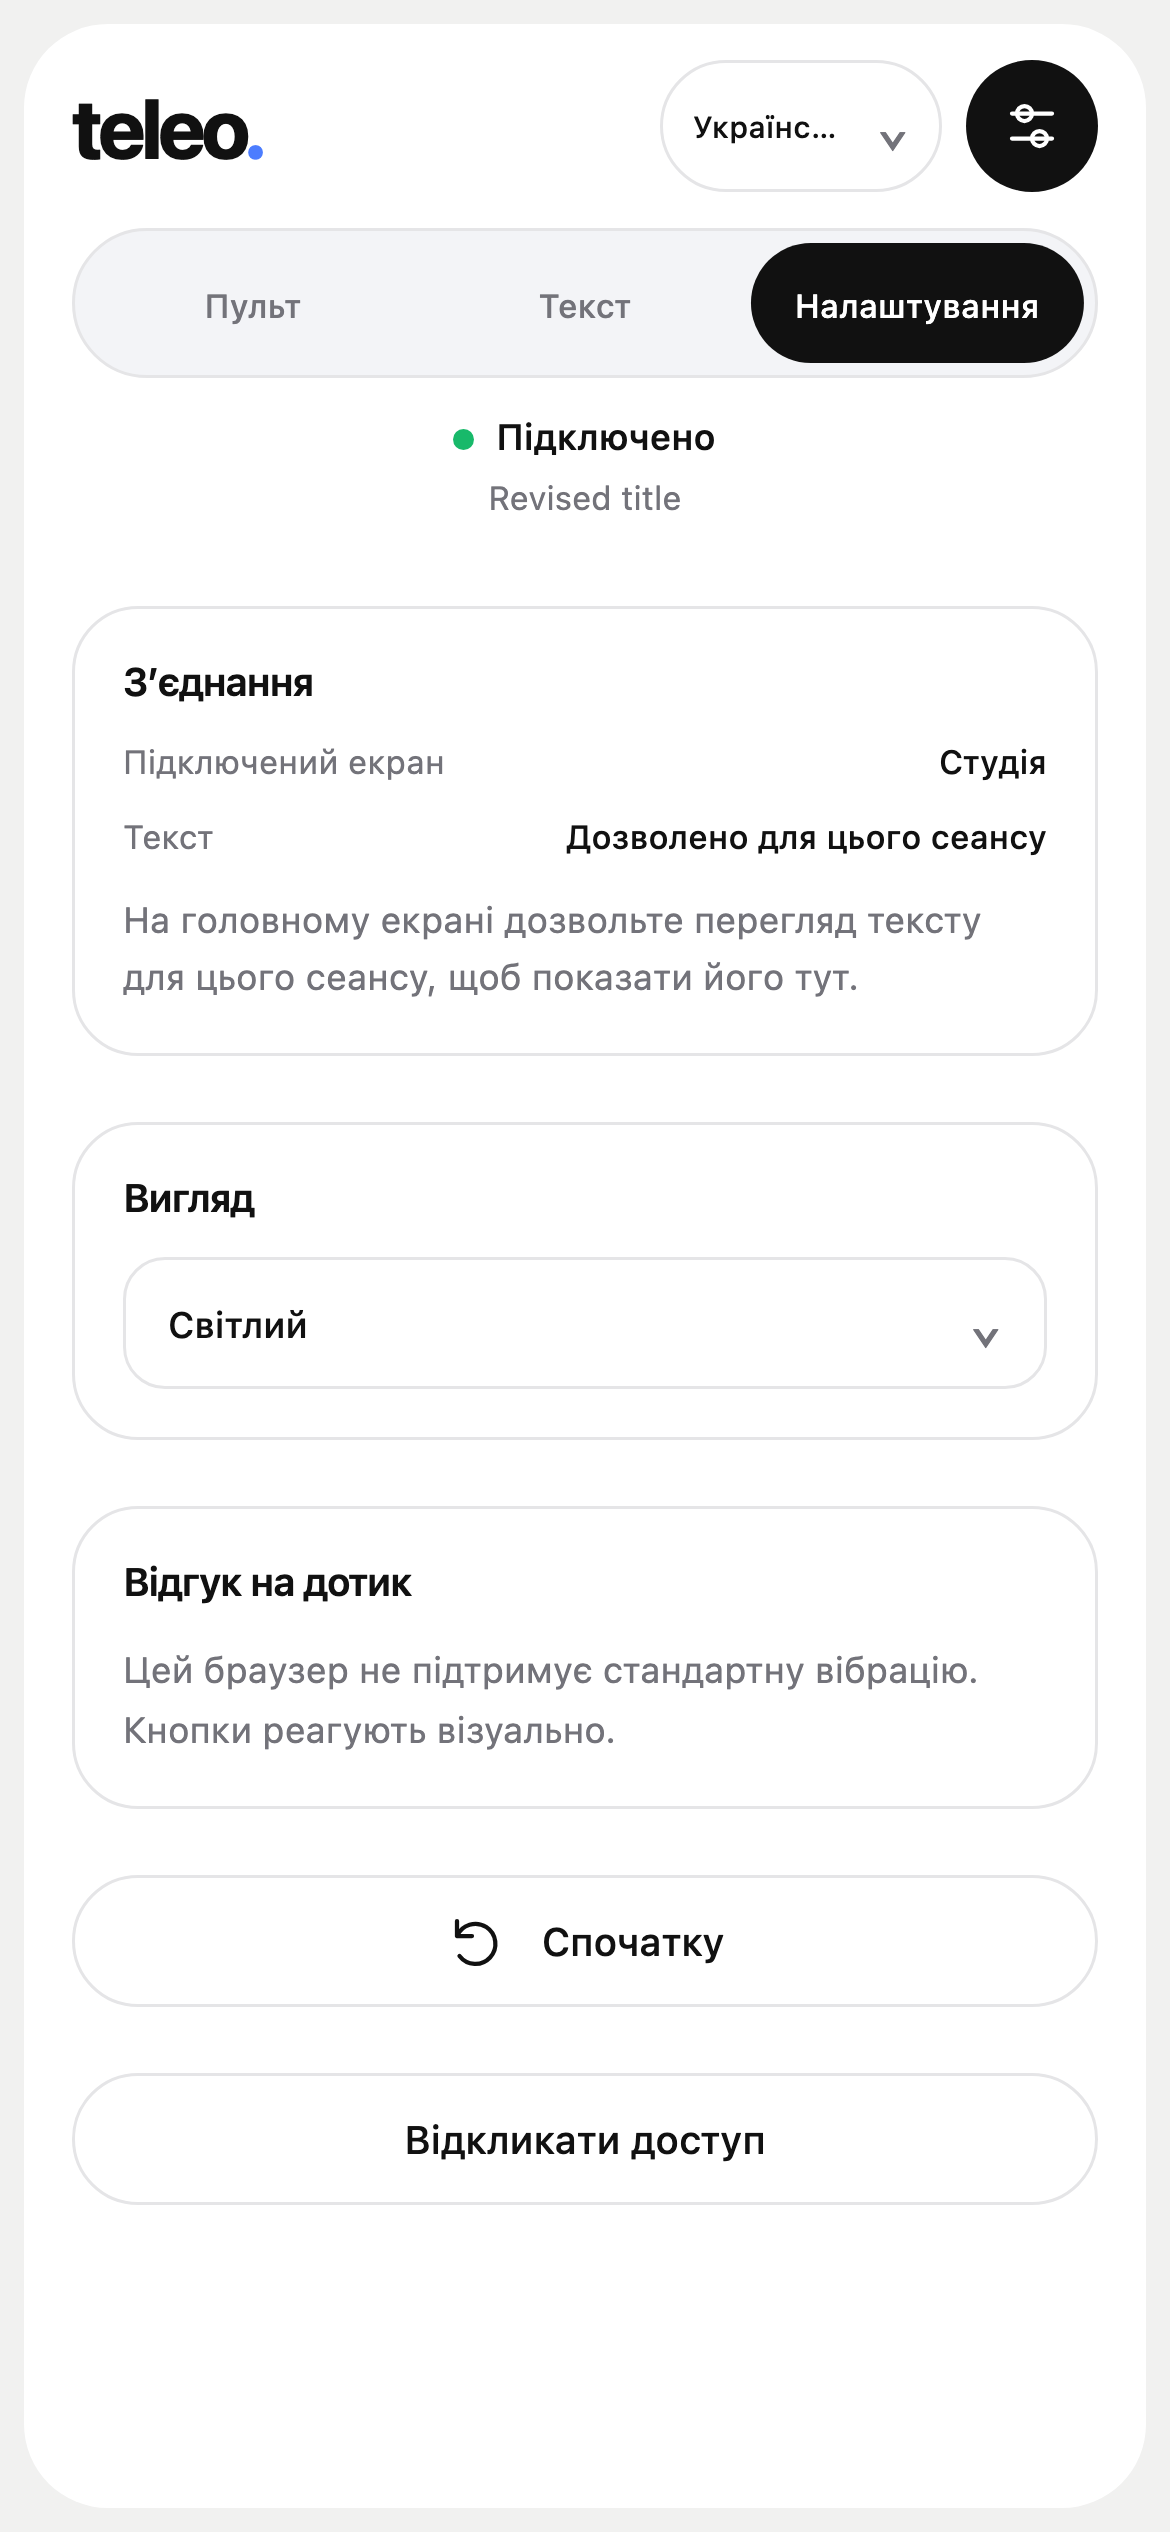 teleo.
Українс...
Пульт
Текст
Налаштування
Підключено
Revised title
З’єднання
Підключений екран
Студія
Текст
Дозволено для цього сеансу
На головному екрані дозвольте перегляд тексту
для цього сеансу, щоб показати його тут.
Вигляд
Світлий
Відгук на дотик
Цей браузер не підтримує стандартну вібрацію.
Кнопки реагують візуально.
Спочатку
Відкликати доступ